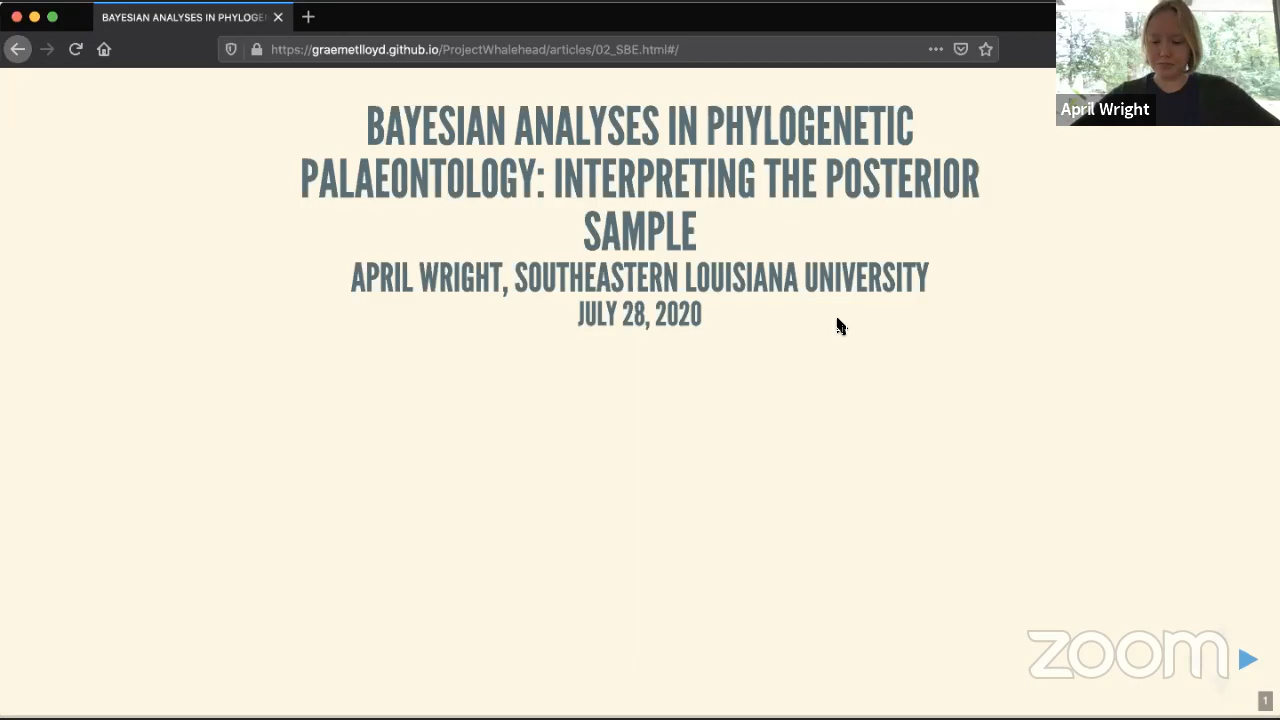 BAYESIAN ANALYSES IN PHYLOGE
https://graemetlloyd.github.io/ProjectWhalehead/articles/02_SBE.html#/
April Wright
BAYESIAN ANALYSES IN PHYLOGENETIC
PALAEONTOLOGY: INTERPRETING THE POSTERIOR
SAMPLE
APRIL WRIGHT, SOUTHEASTERN LOUISIANA UNIVERSITY
JULY 28, 2020
zoom
1